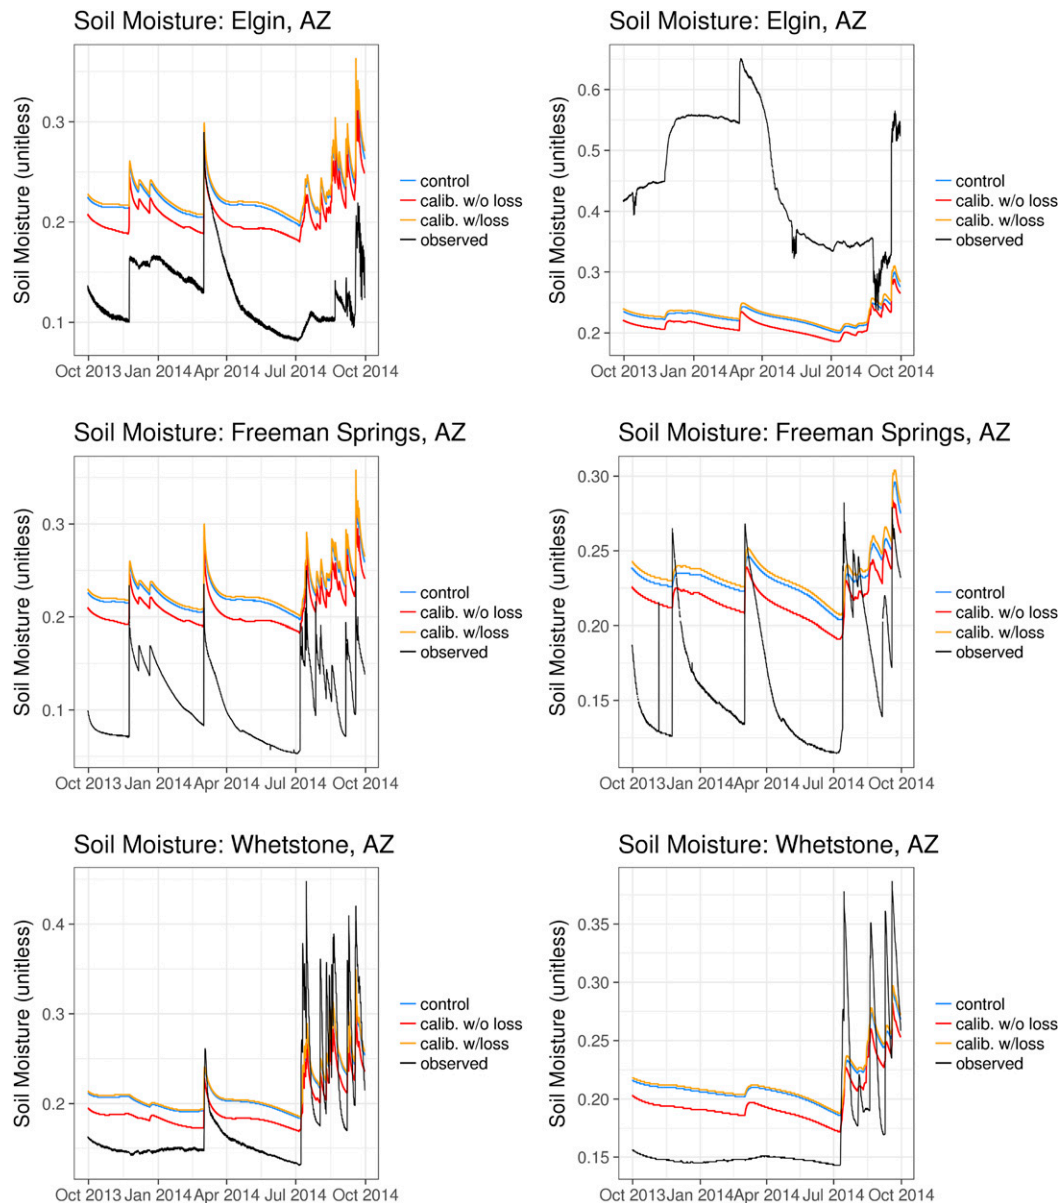 Soil Moisture: Elgin, AZ
Soil Moisture (unitless)
0.3
0.2
0.1
Oct 2013 Jan 2014 Apr 2014 Jul 2014 Oct 2014
control
calib. w/o loss
calib. w/loss
observed
Soil Moisture: Elgin, AZ
Soil Moisture (unitless)
0.6
0.5
0.4
0.3
0.2
Oct 2013 Jan 2014 Apr 2014 Jul 2014 Oct 2014
control
calib. w/o loss
calib. w/loss
observed
Soil Moisture: Freeman Springs, AZ
Soil Moisture (unitless)
0.3
0.2
0.1
Oct 2013 Jan 2014 Apr 2014 Jul 2014 Oct 2014
control
calib. w/o loss
calib. w/loss
observed
Soil Moisture: Freeman Springs, AZ
Soil Moisture (unitless)
0.30
0.25
0.20
0.15
Oct 2013 Jan 2014 Apr 2014 Jul 2014 Oct 2014
control
calib. w/o loss
calib. w/loss
observed
Soil Moisture: Whetstone, AZ
Soil Moisture (unitless)
0.4
0.3
0.2
Oct 2013 Jan 2014 Apr 2014 Jul 2014 Oct 2014
control
calib. w/o loss
calib. w/loss
observed
Soil Moisture: Whetstone, AZ
Soil Moisture (unitless)
0.35
0.30
0.25
0.20
0.15
Oct 2013 Jan 2014 Apr 2014 Jul 2014 Oct 2014
control
calib. w/o loss
calib. w/loss
observed